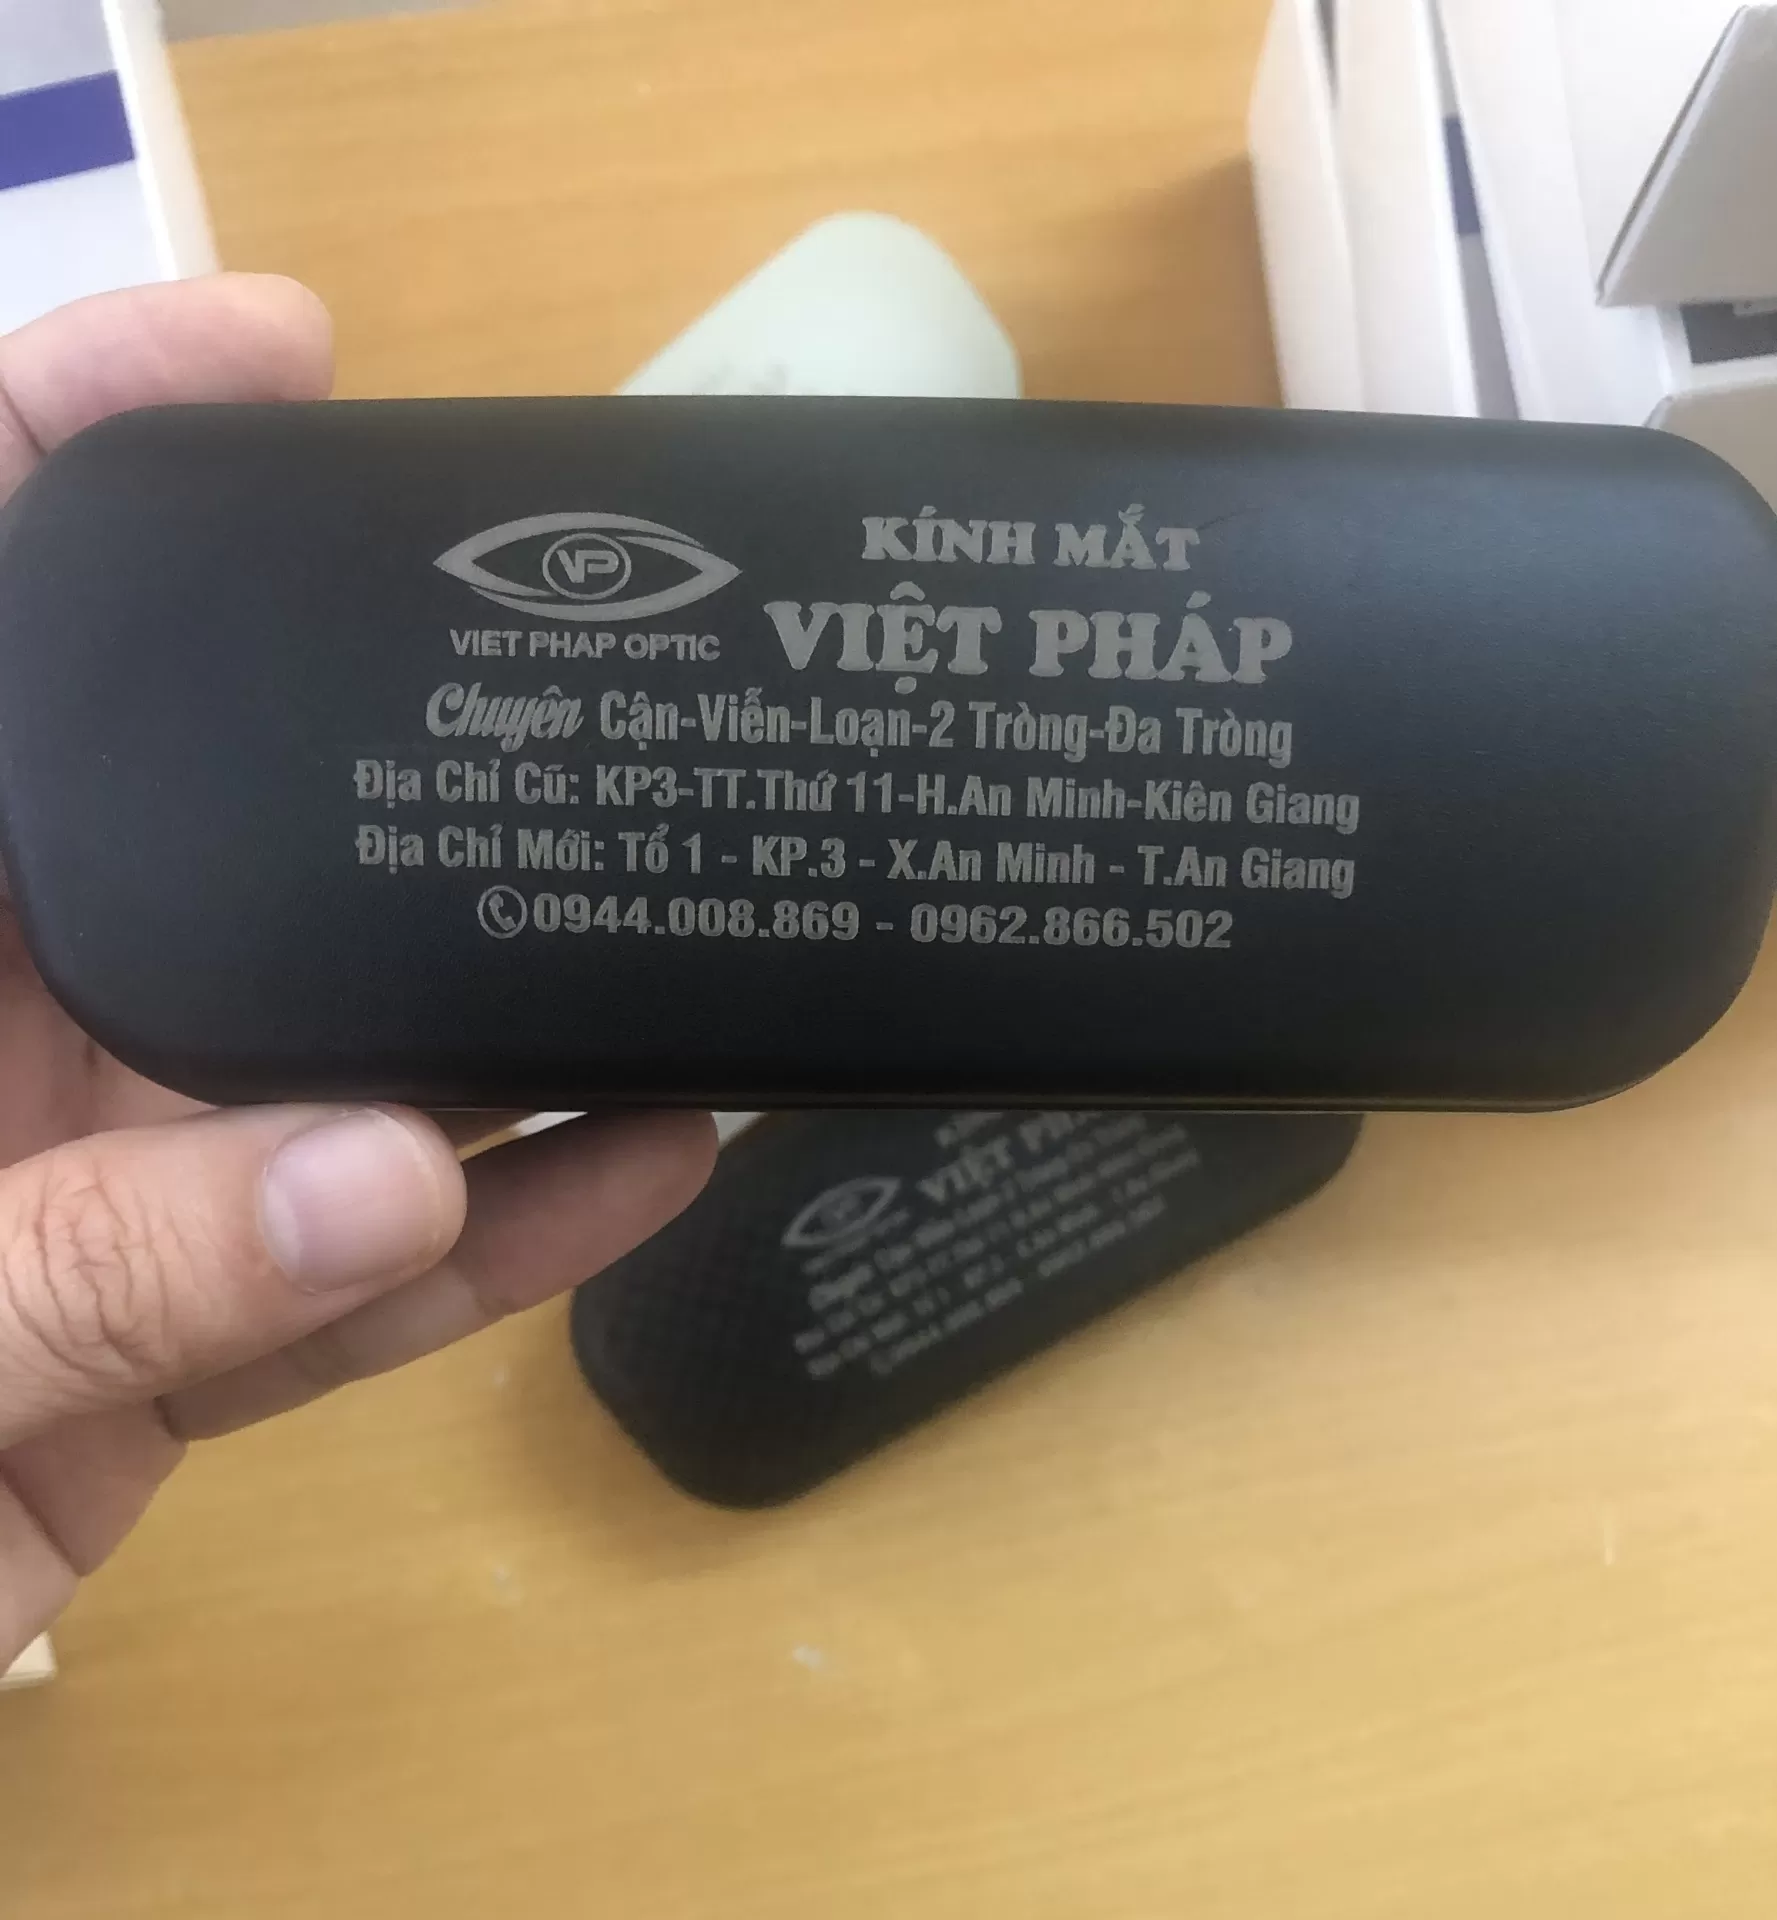 VP
VIET PHAP OPTIC
KÍNH MẮT
VIỆT PHÁP
Chuyên Cận-Viễn-Loạn-2 Tròng-Đa Tròng
Địa Chỉ Cũ: KP3-TT.Thứ 11-H.An Minh-Kiên Giang
Địa Chỉ Mới: Tổ 1 - KP.3 - X.An Minh - T.An Giang
0944.008.869 - 0962.866.502
VIỆT